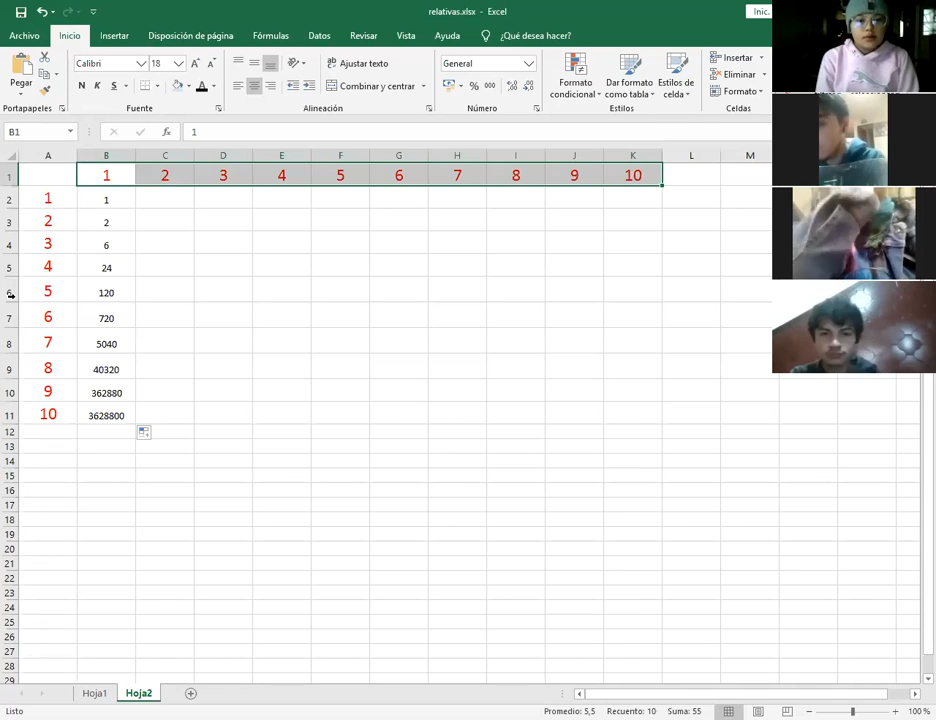 relativas.xlsx - Excel
Inic.
Archivo Inicio Insertar Disposición de página Fórmulas Datos Revisar Vista Ayuda ¿Qué desea hacer?
Pegar
Calibri 18 A A
N K S A
Ajustar texto
Combinar y centrar
General
% 000
Formato condicional
Dar formato como tabla
Estilos de celda
Insertar
Eliminar
Formato
Portapapeles Fuente Alineación Número Estilos Celdas
B1 fx 1
A B C D E F G H I J K L M
1 1 2 3 4 5 6 7 8 9 10
2 1 1
3 2 2
4 3 6
5 4 24
6 5 120
7 6 720
8 7 5040
9 8 40320
10 9 362880
11 10 3628800
12
13
14
15
16
17
18
19
20
21
22
23
24
25
26
27
28
29
Hoja1 Hoja2
Listo Promedio: 5,5 Recuento: 10 Suma: 55 100 %